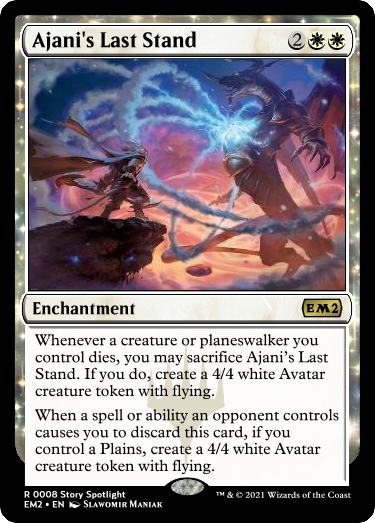 Ajani's Last Stand 2
Enchantment EM2
Whenever a creature or planeswalker you
control dies, you may sacrifice Ajani's Last
Stand. If you do, create a 4/4 white Avatar
creature token with flying.
When a spell or ability an opponent controls
causes you to discard this card, if you
control a Plains, create a 4/4 white Avatar
creature token with flying.
R 0008 Story Spotlight
EM2 • EN Slawomir Maniak ™ & © 2021 Wizards of the Coast